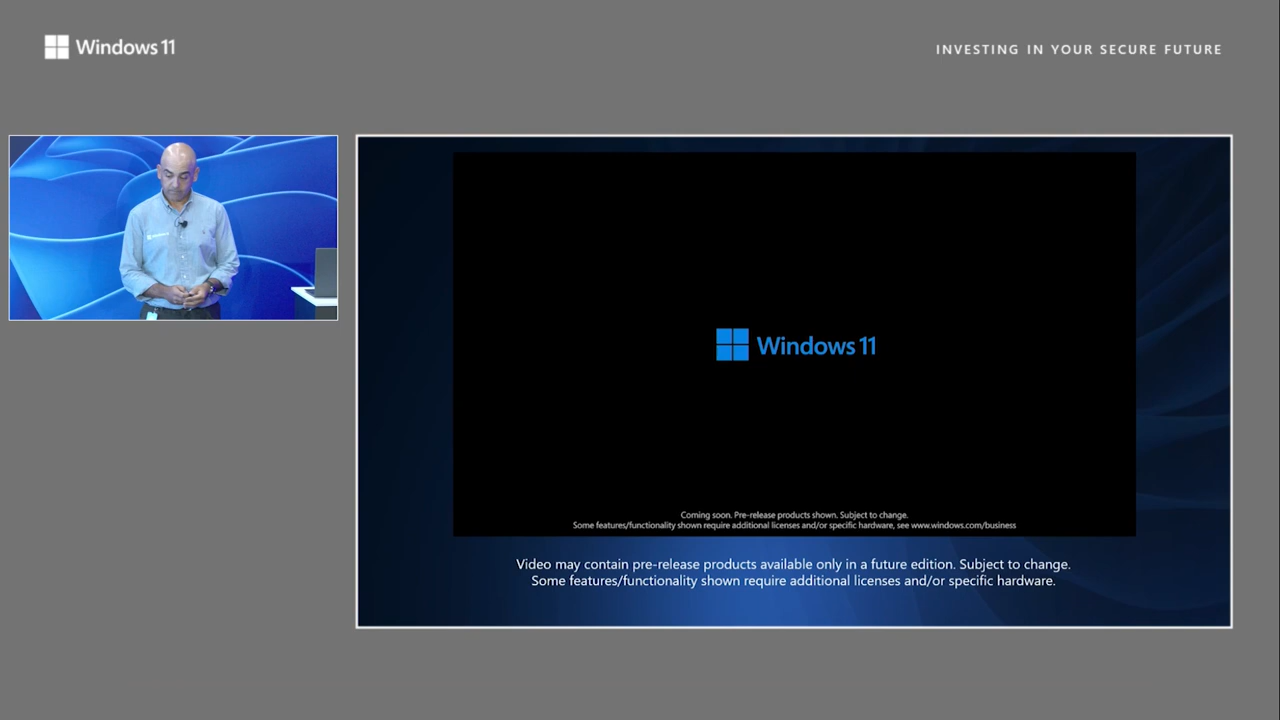 Windows 11
INVESTING IN YOUR SECURE FUTURE
Windows 11
Coming soon. Pre-release products shown. Subject to change.
Some features/functionality shown require additional licenses and/or specific hardware, see www.windows.com/business
Video may contain pre-release products available only in a future edition. Subject to change.
Some features/functionality shown require additional licenses and/or specific hardware.